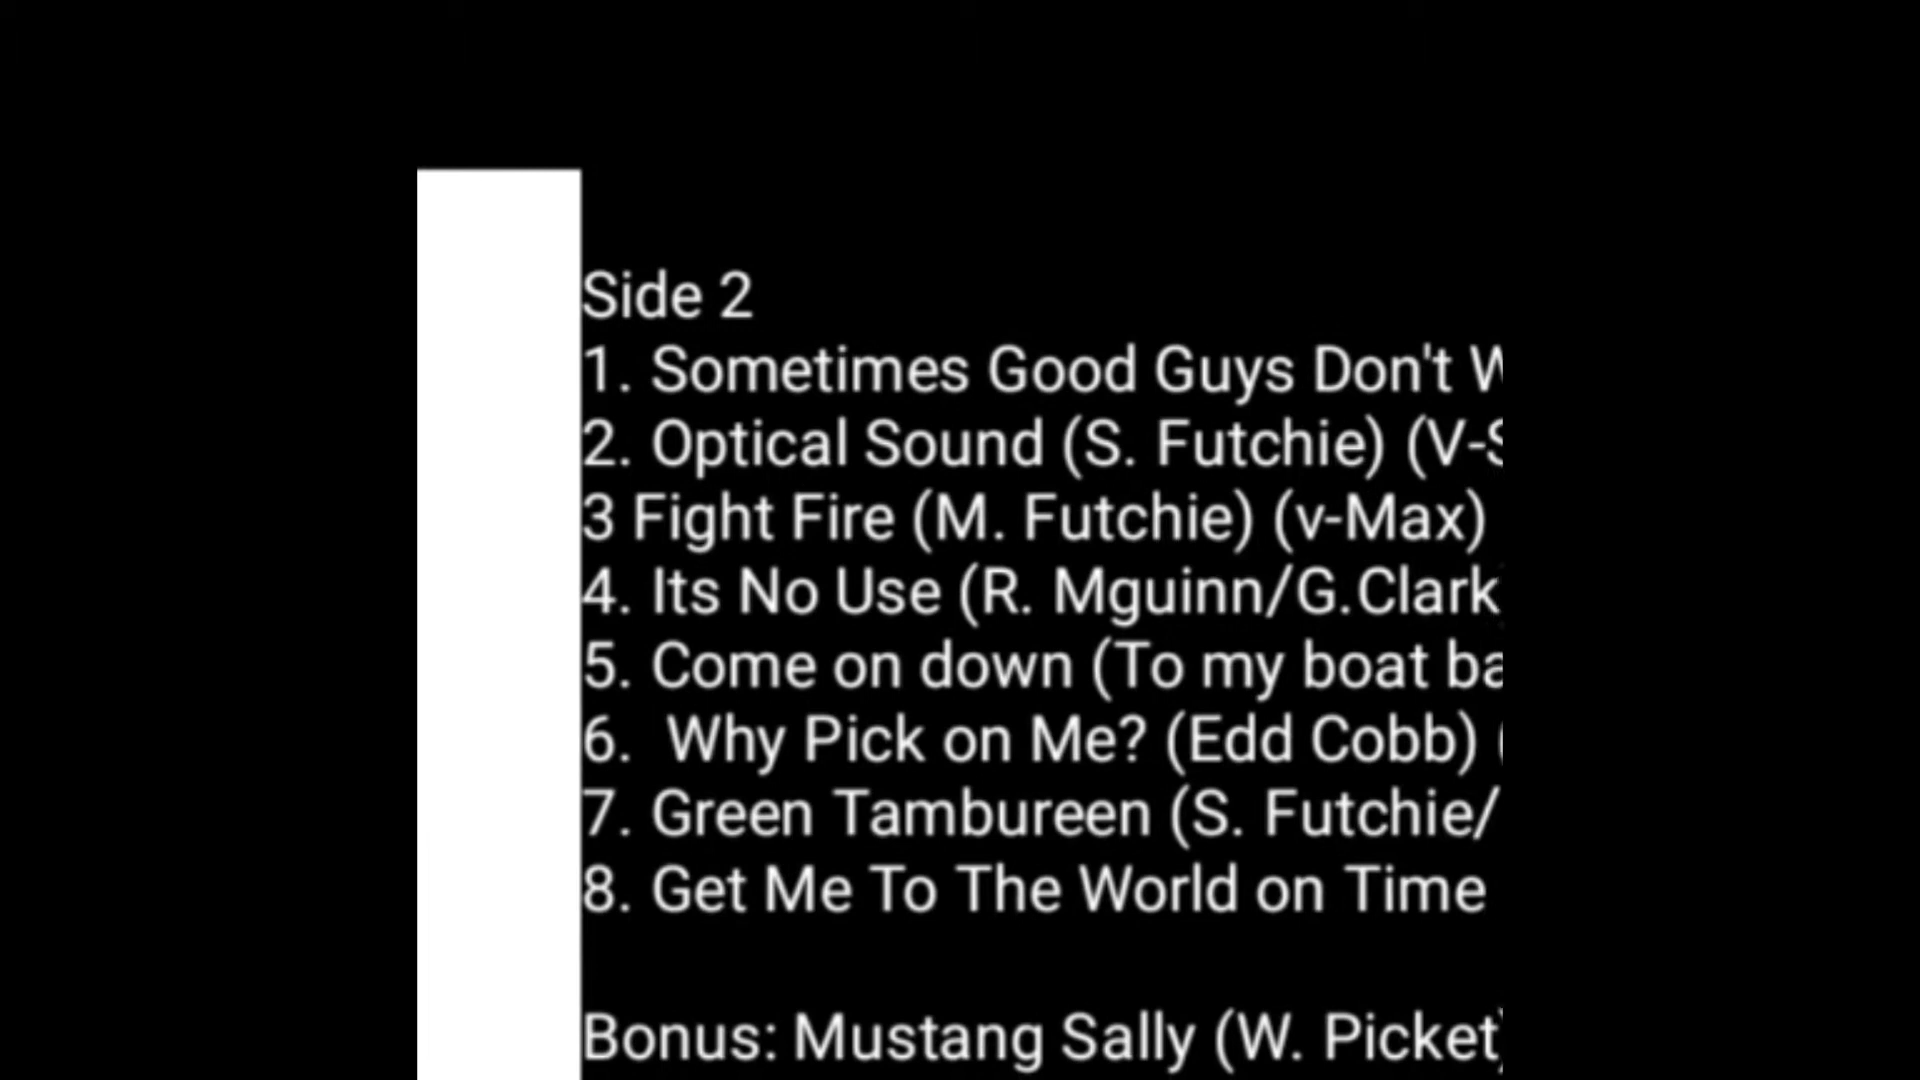 Side 2
1. Sometimes Good Guys Don't
2. Optical Sound (S. Futchie)
3 Fight Fire (M. Futchie) (v-Max)
4. Its No Use (R. Mguinn/G.Clark
5. Come on down (To my boat
6. Why Pick on Me? (Edd Cobb)
7. Green Tambureen (S. Futchie/
8. Get Me To The World on Time
Bonus: Mustang Sally (W. Picket)